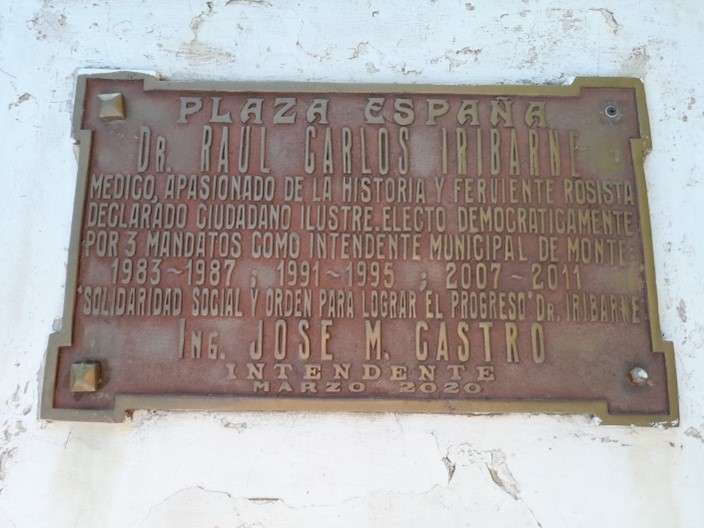 PLAZA ESPAÑA
DR. RAUL CARLOS IRIBARNE
MEDICO, APASIONADO DE LA HISTORIA Y FERVIENTE ROSISTA
DECLARADO CIUDADANO ILUSTRE. ELECTO DEMOCRATICAMENTE
POR 3 MANDATOS COMO INTENDENTE MUNICIPAL DE MONTE:
1983~1987 ; 1991~1995 ; 2007~2011
"SOLIDARIDAD SOCIAL Y ORDEN PARA LOGRAR EL PROGRESO" DR. IRIBARNE
ING. JOSE M. CASTRO
INTENDENTE
MARZO 2020